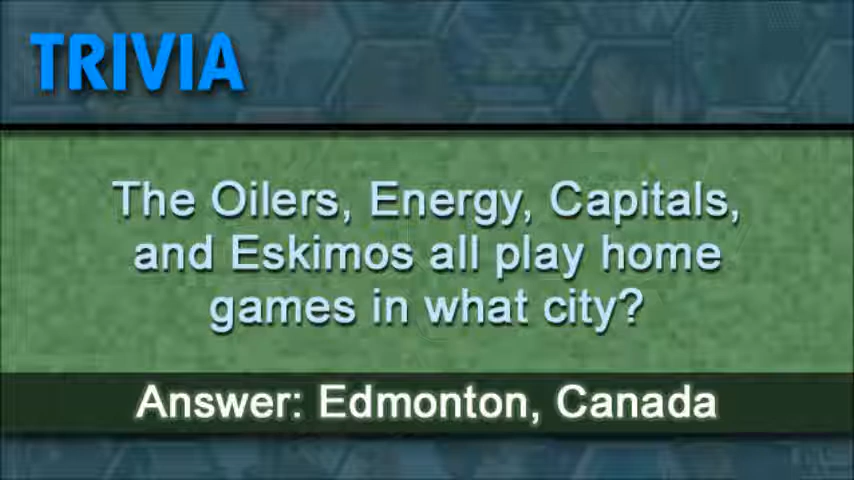 TRIVIA
The Oilers, Energy, Capitals,
and Eskimos all play home
games in what city?
Answer: Edmonton, Canada